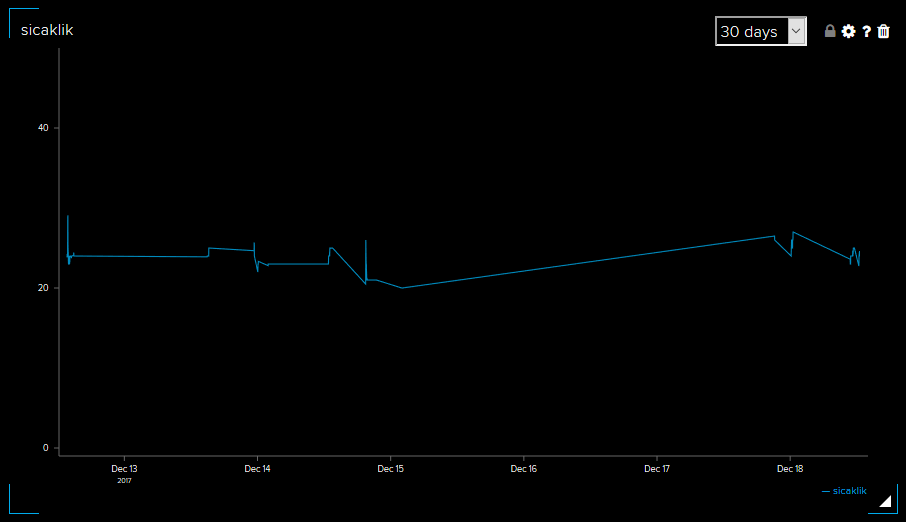 sicaklik
30 days
?
40
20
0
Dec 13
2017
Dec 14
Dec 15
Dec 16
Dec 17
Dec 18
sicaklik